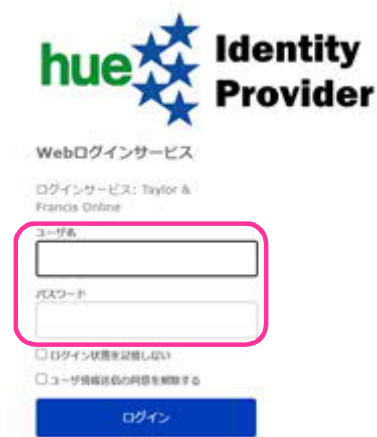 hue
Identity
Provider
Webログインサービス
ログインサービス: Taylor &
Francis Online
ユーザ名
パスワード
ログイン状態を記憶しない
ユーザ情報送信の同意を解除する
ログイン